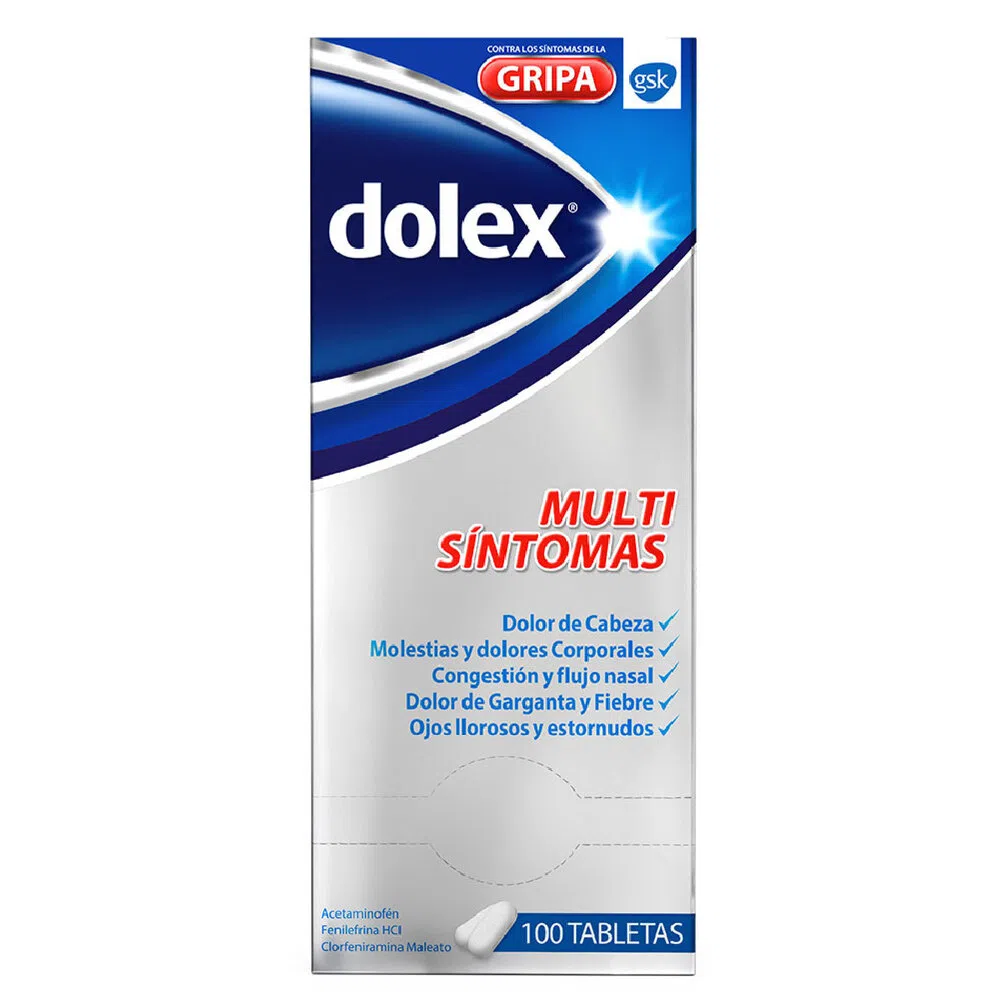 CONTRA LOS SÍNTOMAS DE LA
GRIPA
gsk
dolex®
MULTI
SÍNTOMAS
Dolor de Cabeza ✓
Molestias y dolores Corporales ✓
Congestión y flujo nasal ✓
Dolor de Garganta y Fiebre ✓
Ojos llorosos y estornudos ✓
Acetaminofén
Fenilefrina HCl
Clorfeniramina Maleato
100 TABLETAS